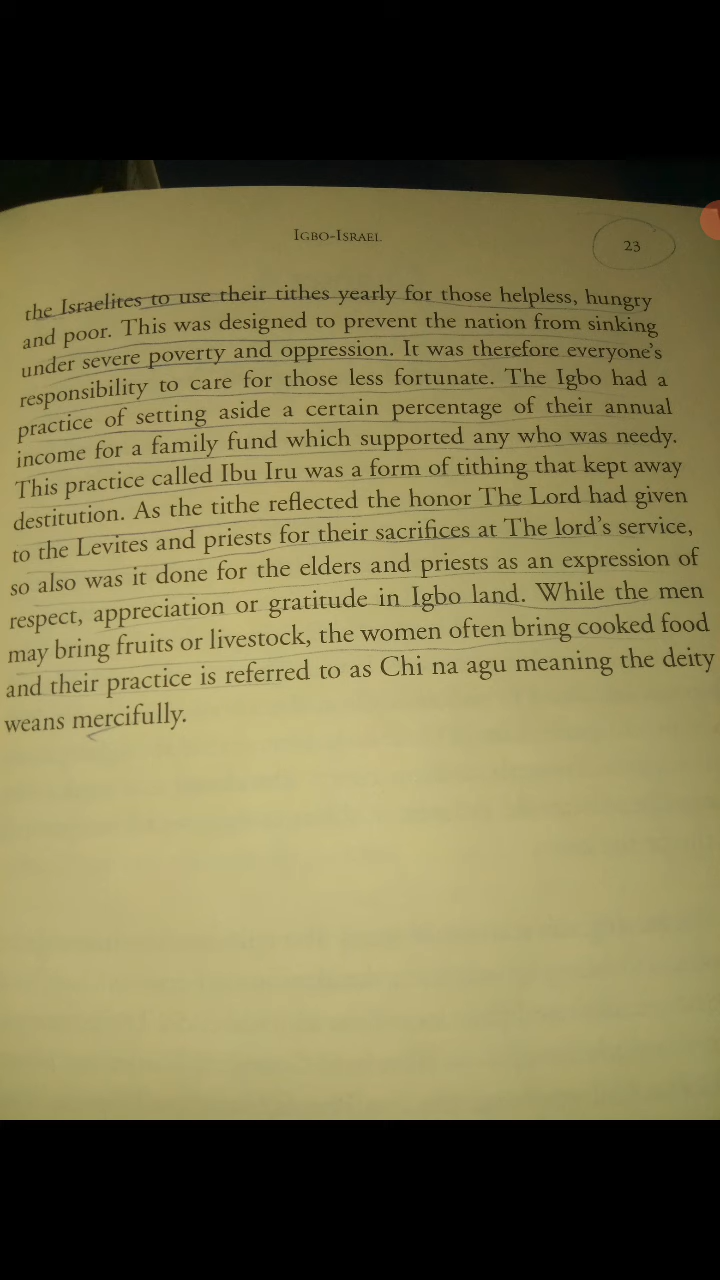 IGBO-ISRAEL
23
the Israelites to use their tithes yearly for those helpless, hungry
and poor. This was designed to prevent the nation from sinking
under severe poverty and oppression. It was therefore everyone's
responsibility to care for those less fortunate. The Igbo had a
practice of setting aside a certain percentage of their annual
income for a family fund which supported any who was needy.
This practice called Ibu Iru was a form of tithing that kept away
destitution. As the tithe reflected the honor The Lord had given
to the Levites and priests for their sacrifices at The lord's service,
so also was it done for the elders and priests as an expression of
respect, appreciation or gratitude in Igbo land. While the men
may bring fruits or livestock, the women often bring cooked food
and their practice is referred to as Chi na agu meaning the deity
weans mercifully.